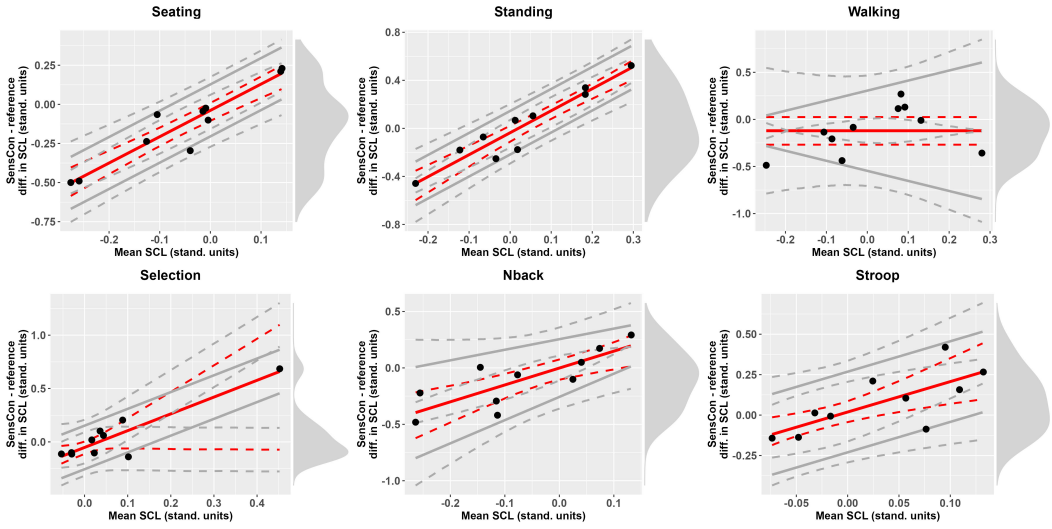 Seating
SensCon - reference
diff. in SCL (stand. units)
0.25
0.00
-0.25
-0.50
-0.75
-0.2
-0.1
0.0
0.1
Mean SCL (stand. units)
Standing
SensCon - reference
diff. in SCL (stand. units)
0.8
0.4
0.0
-0.4
-0.8
-0.2
-0.1
0.0
0.1
0.2
0.3
Mean SCL (stand. units)
Walking
SensCon - reference
diff. in SCL (stand. units)
0.5
0.0
-0.5
-1.0
-0.2
-0.1
0.0
0.1
0.2
0.3
Mean SCL (stand. units)
Selection
SensCon - reference
diff. in SCL (stand. units)
1.0
0.5
0.0
0.0
0.1
0.2
0.3
0.4
Mean SCL (stand. units)
Nback
SensCon - reference
diff. in SCL (stand. units)
0.5
0.0
-0.5
-1.0
-0.2
-0.1
0.0
0.1
Mean SCL (stand. units)
Stroop
SensCon - reference
diff. in SCL (stand. units)
0.50
0.25
0.00
-0.25
-0.05
0.00
0.05
0.10
Mean SCL (stand. units)